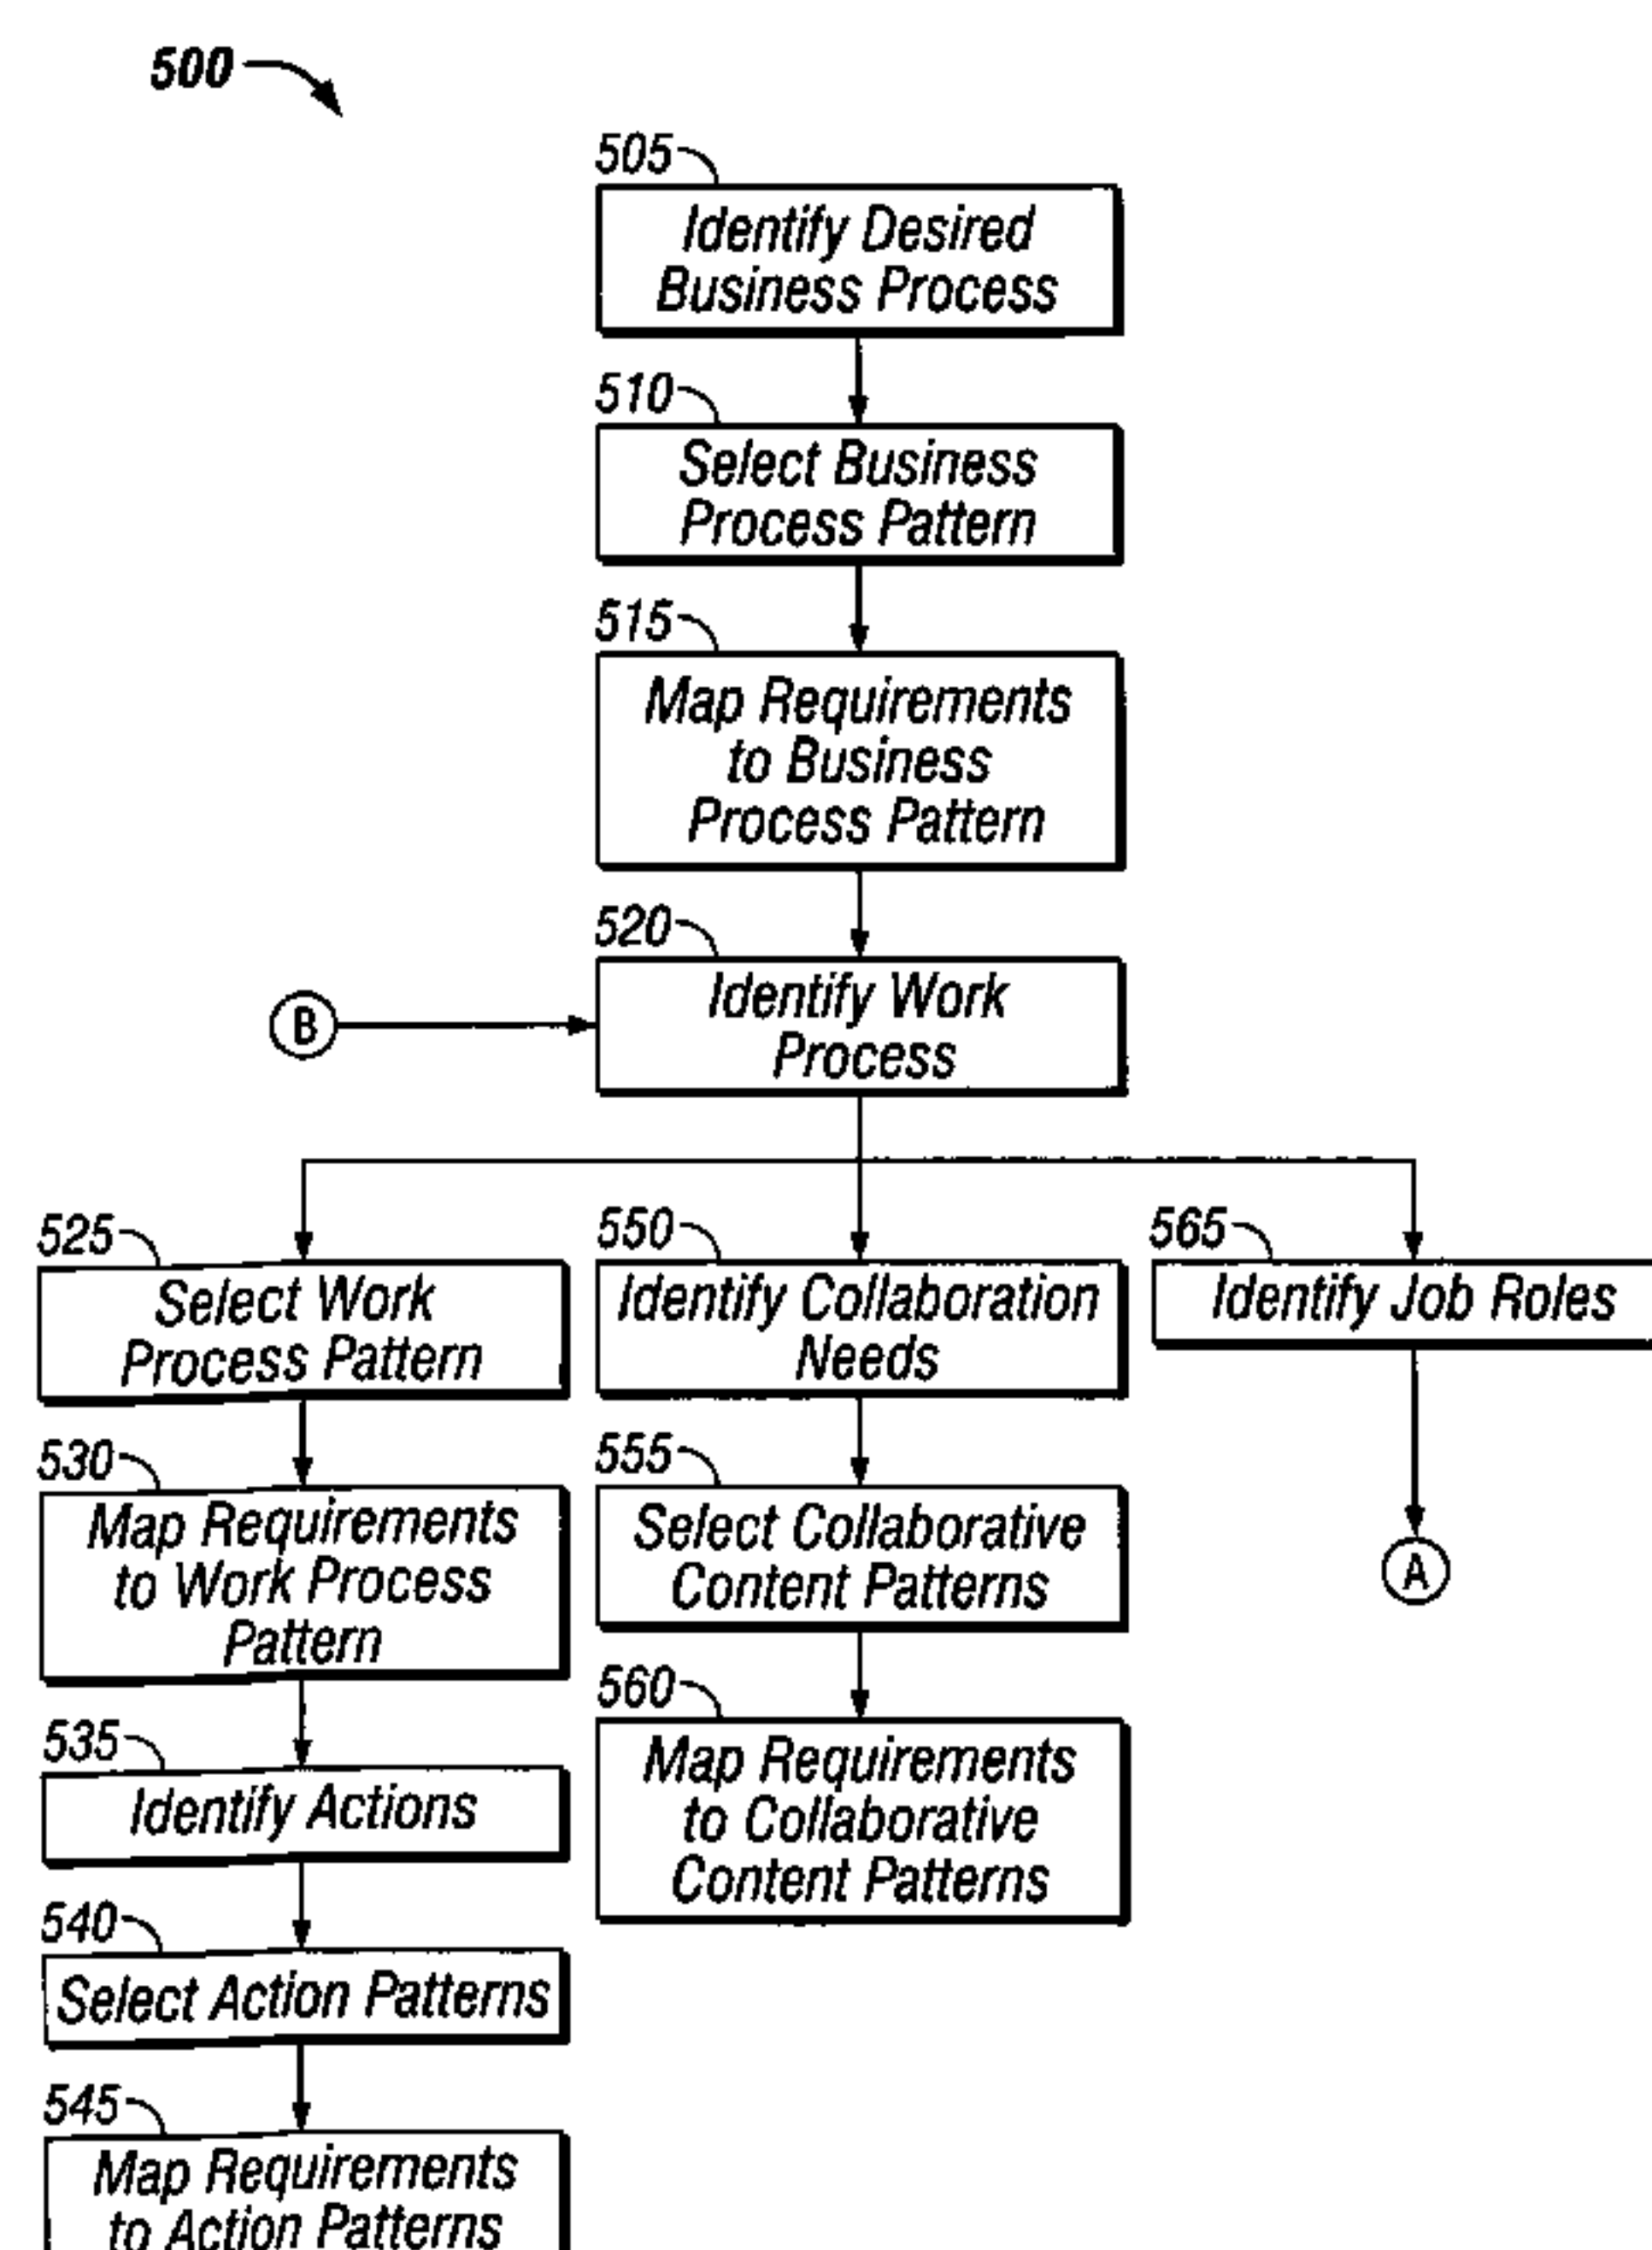 500
505
Identify Desired
Business Process
510
Select Business
Process Pattern
515
Map Requirements
to Business
Process Pattern
520
Identify Work
Process
B
525
Select Work
Process Pattern
530
Map Requirements
to Work Process
Pattern
535
Identify Actions
540
Select Action Patterns
545
Map Requirements
to Action Patterns
550
Identify Collaboration
Needs
555
Select Collaborative
Content Patterns
560
Map Requirements
to Collaborative
Content Patterns
565
Identify Job Roles
A